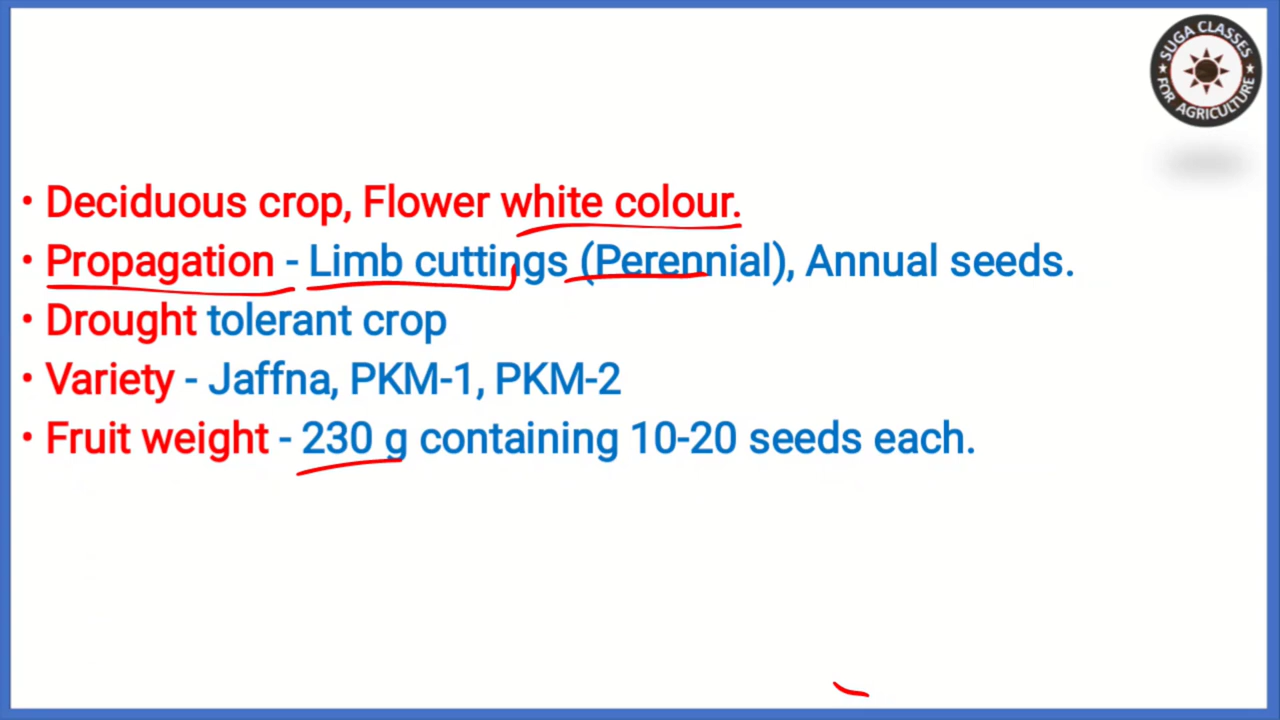 SUGA CLASSES
FOR AGRICULTURE
• Deciduous crop, Flower white colour.
• Propagation - Limb cuttings (Perennial), Annual seeds.
• Drought tolerant crop
• Variety - Jaffna, PKM-1, PKM-2
• Fruit weight - 230 g containing 10-20 seeds each.